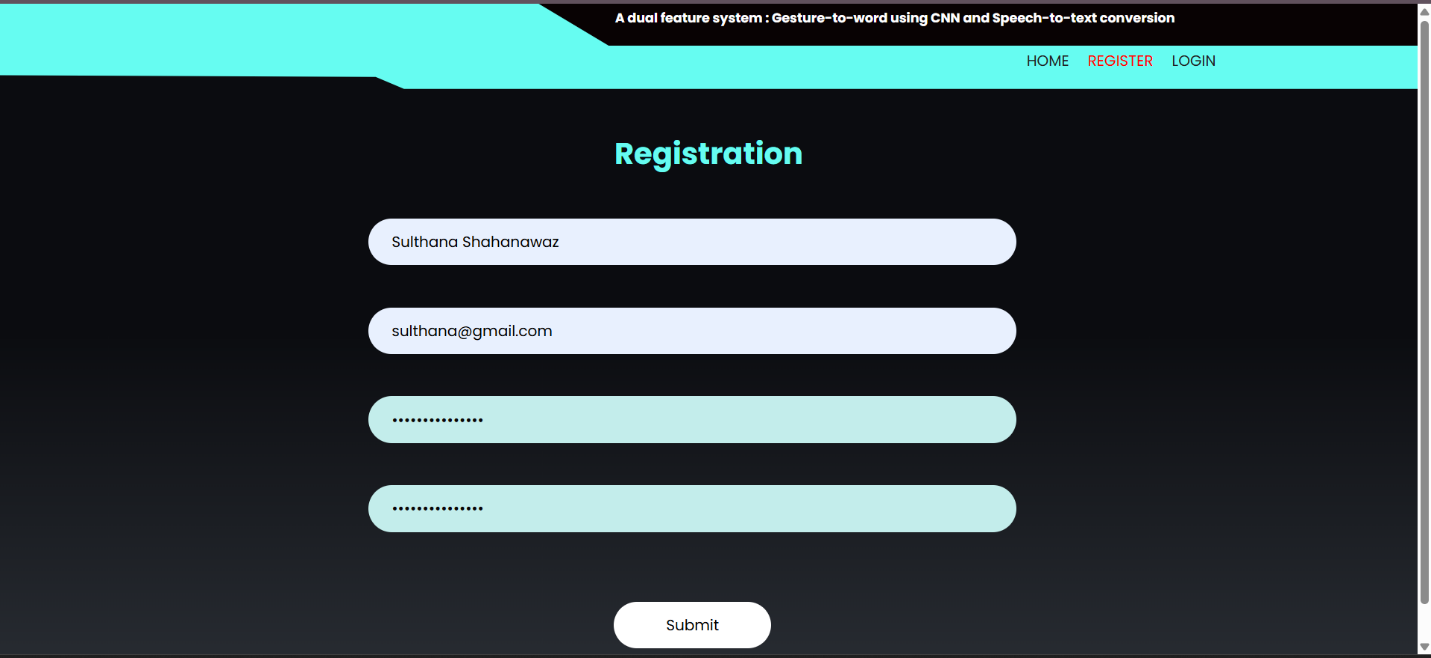 A dual feature system : Gesture-to-word using CNN and Speech-to-text conversion
HOME REGISTER LOGIN
Registration
Sulthana Shahanawaz
sulthana@gmail.com
•••••••••••••••
•••••••••••••••
Submit